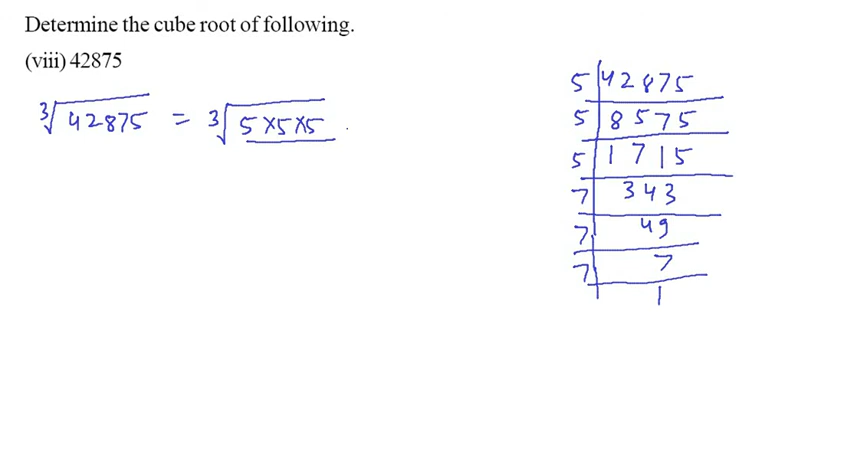 Determine the cube root of following.
(viii) 42875
∛42875 = ∛5×5×5
5 | 42875
5 | 8575
5 | 1715
7 | 343
7 | 49
7 | 7
| 1